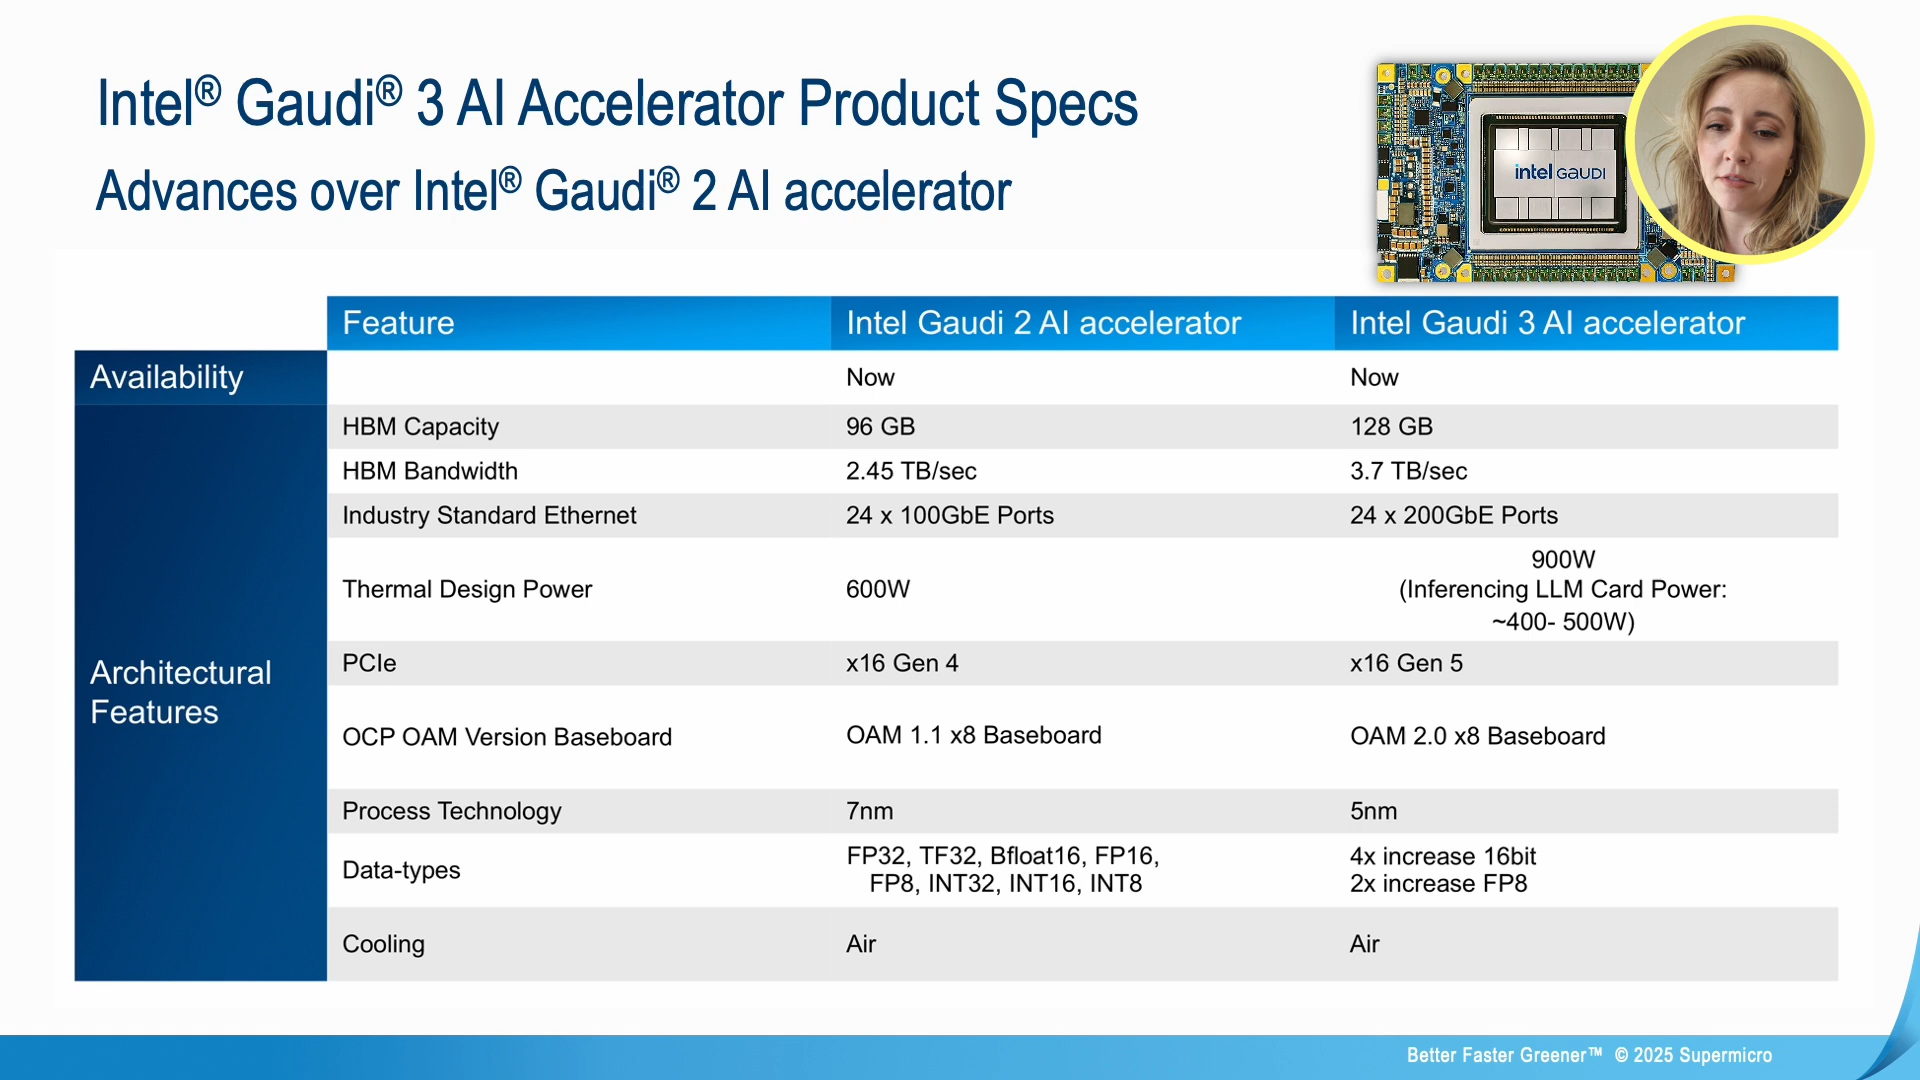 Intel® Gaudi® 3 AI Accelerator Product Specs
Advances over Intel® Gaudi® 2 AI accelerator
intel GAUDI
Feature
Intel Gaudi 2 AI accelerator
Intel Gaudi 3 AI accelerator
Availability
Now
Now
Architectural
Features
HBM Capacity
96 GB
128 GB
HBM Bandwidth
2.45 TB/sec
3.7 TB/sec
Industry Standard Ethernet
24 x 100GbE Ports
24 x 200GbE Ports
Thermal Design Power
600W
900W
(Inferencing LLM Card Power:
~400- 500W)
PCIe
x16 Gen 4
x16 Gen 5
OCP OAM Version Baseboard
OAM 1.1 x8 Baseboard
OAM 2.0 x8 Baseboard
Process Technology
7nm
5nm
Data-types
FP32, TF32, Bfloat16, FP16,
FP8, INT32, INT16, INT8
4x increase 16bit
2x increase FP8
Cooling
Air
Air
Better Faster Greener™ © 2025 Supermicro